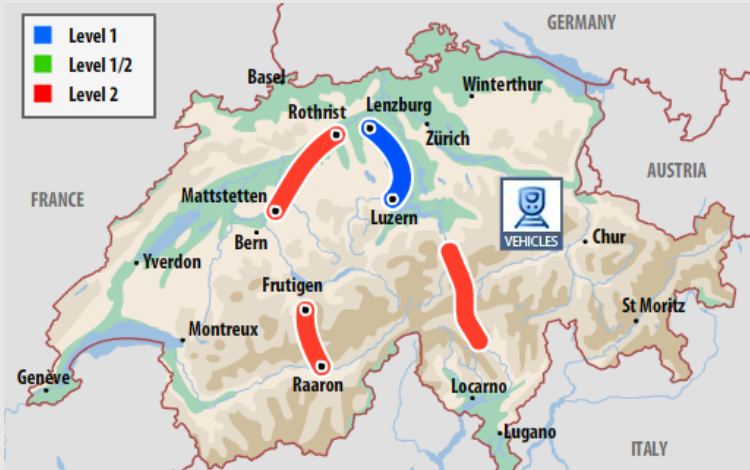 GERMANY
Level 1
Level 1/2
Level 2
Basel
Winterthur
Rothrist
Lenzburg
Zürich
AUSTRIA
FRANCE
Mattstetten
Luzern
VEHICLES
Bern
Chur
Yverdon
Frutigen
St Moritz
Montreux
Genève
Raaron
Locarno
Lugano
ITALY